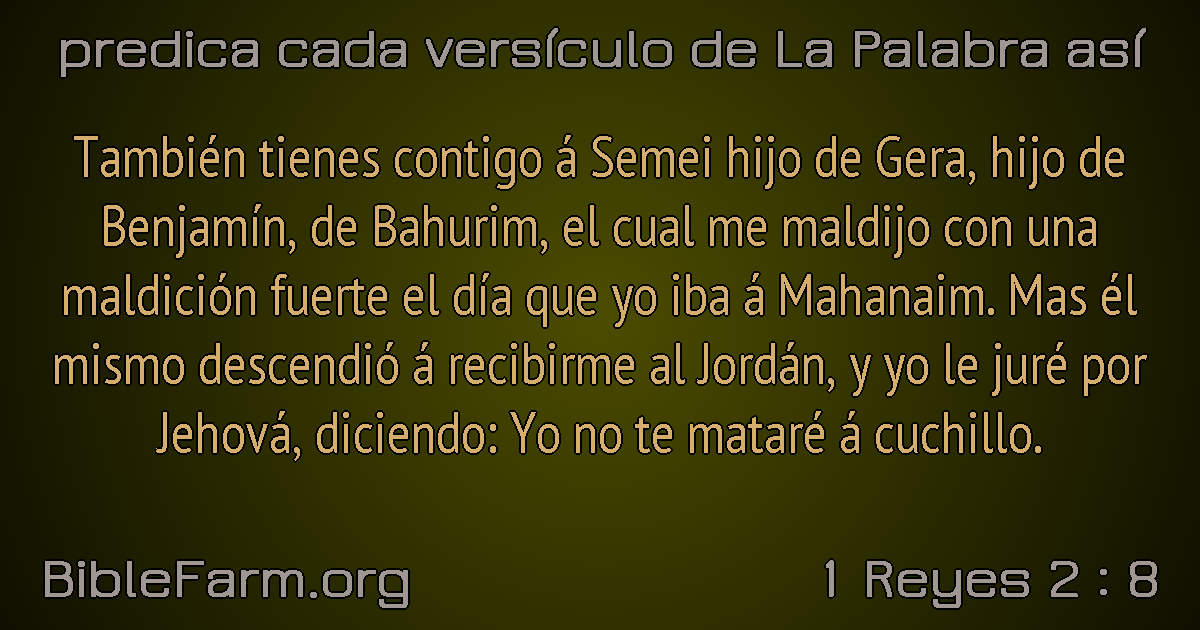 predica cada versículo de La Palabra así
También tienes contigo á Semei hijo de Gera, hijo de
Benjamín, de Bahurim, el cual me maldijo con una
maldición fuerte el día que yo iba á Mahanaim. Mas él
mismo descendió á recibirme al Jordán, y yo le juré por
Jehová, diciendo: Yo no te mataré á cuchillo.
BibleFarm.org
1 Reyes 2 : 8